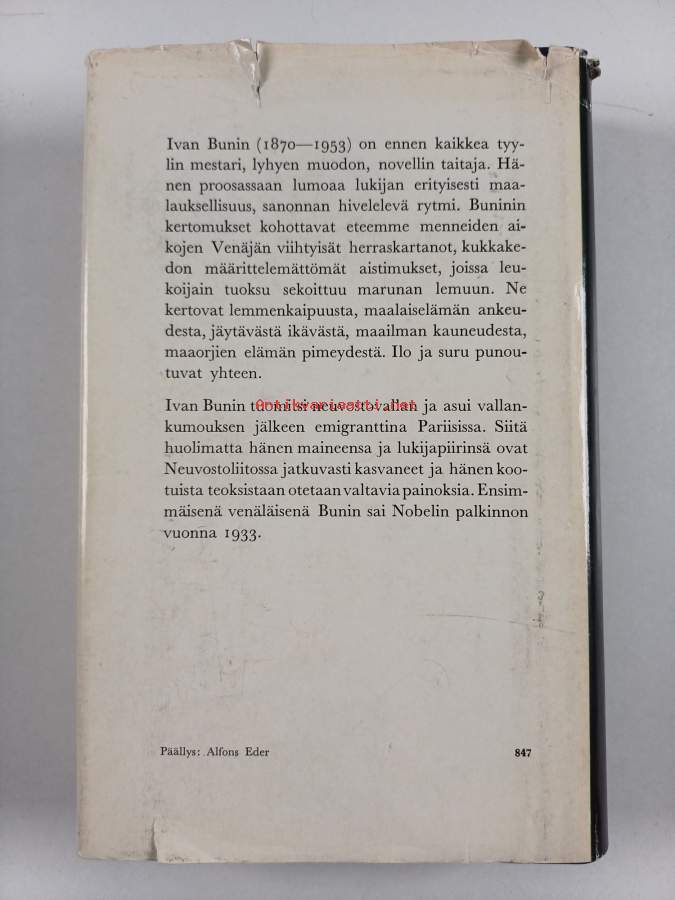 Ivan Bunin (1870—1953) on ennen kaikkea tyy-
lin mestari, lyhyen muodon, novellin taitaja. Hä-
nen proosassaan lumoaa lukijan erityisesti maa-
lauksellisuus, sanonnan hivelelevä rytmi. Buninin
kertomukset kohottavat eteemme menneiden ai-
kojen Venäjän viihtyisät herraskartanot, kukkake-
don määrittelemättömät aistimukset, joissa leu-
koijain tuoksu sekoittuu marunan lemuun. Ne
kertovat lemmenkaipuusta, maalaiselämän ankeu-
desta, jäytävästä ikävästä, maailman kauneudesta,
maaorjien elämän pimeydestä. Ilo ja suru punou-
tuvat yhteen.
Ivan Bunin tuomitsi neuvostovallan ja asui vallan-
Antikvariaatti.net
kumouksen jälkeen emigranttina Pariisissa. Siitä
huolimatta hänen maineensa ja lukijapiirinsä ovat
Neuvostoliitossa jatkuvasti kasvaneet ja hänen koo-
tuista teoksistaan otetaan valtavia painoksia. Ensim-
mäisenä venäläisenä Bunin sai Nobelin palkinnon
vuonna 1933.
Päällys: Alfons Eder
847